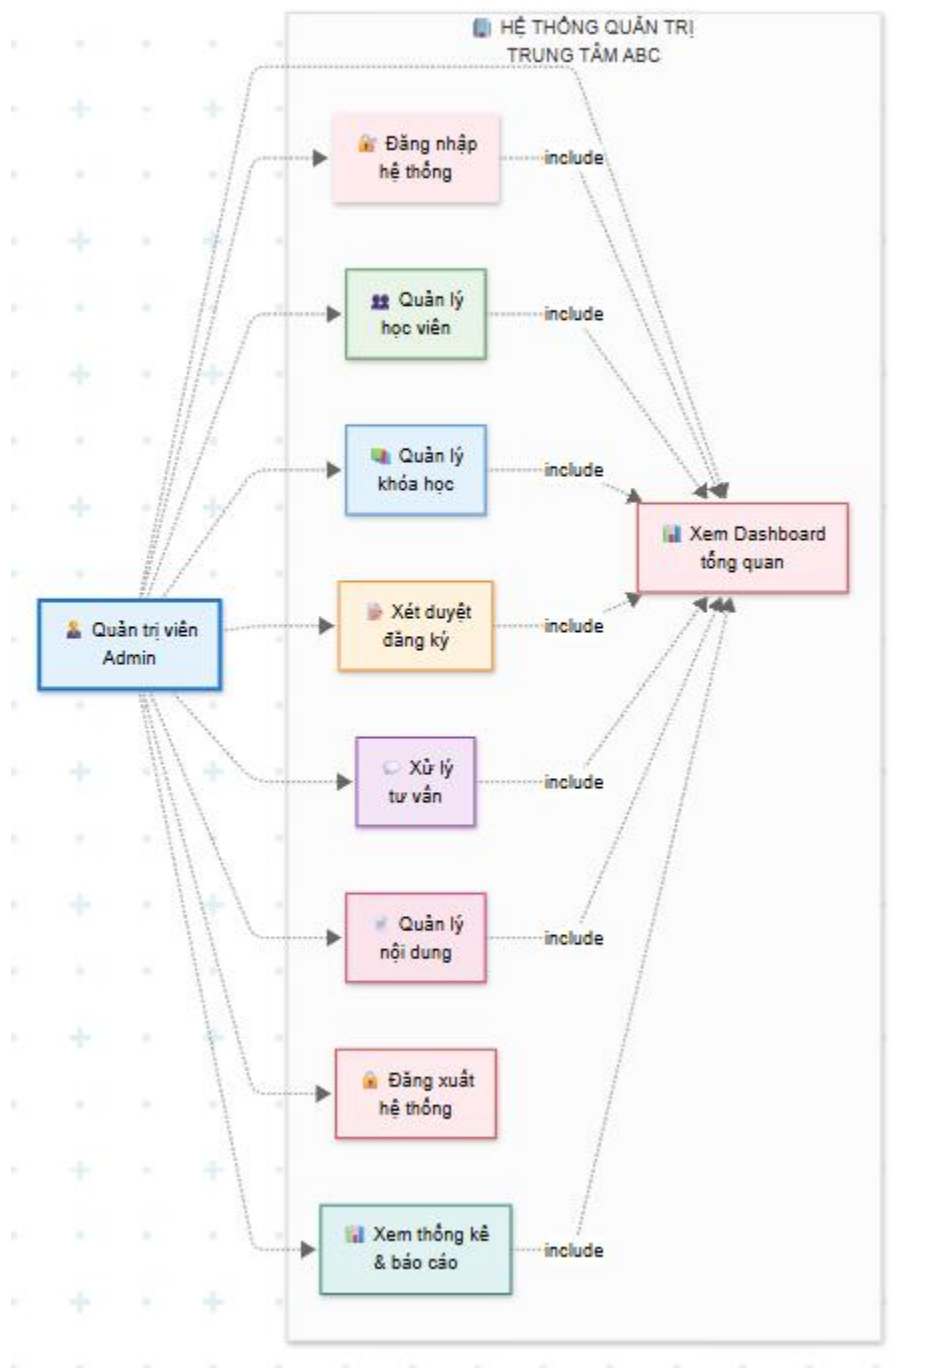 HỆ THỐNG QUẢN TRỊ
TRUNG TÂM ABC
Đăng nhập
hệ thống
include
Quản lý
học viên
include
Quản lý
khóa học
include
Xem Dashboard
tổng quan
Quản trị viên
Admin
Xét duyệt
đăng ký
include
Xử lý
tư vấn
include
Quản lý
nội dung
include
Đăng xuất
hệ thống
Xem thống kê
& báo cáo
include